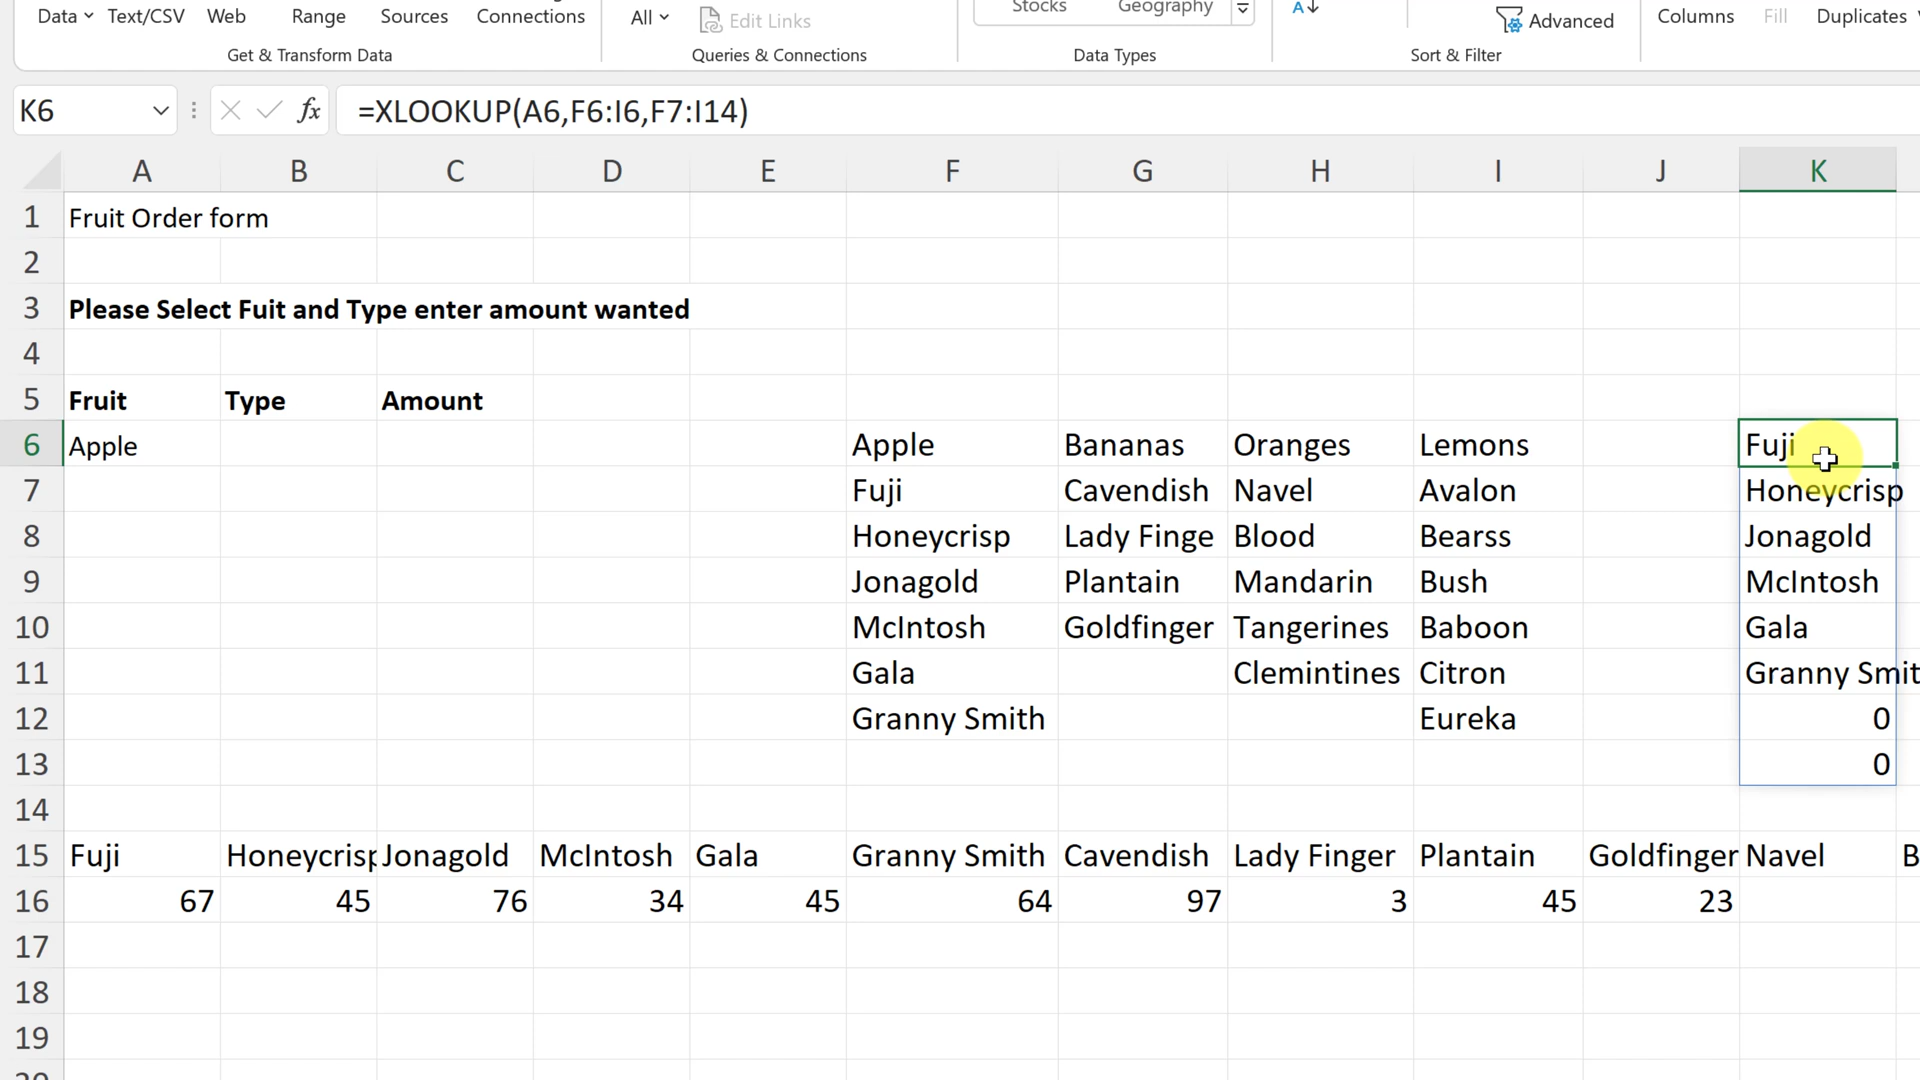 Data Text/CSV Web Range Sources Connections All Edit Links Stocks Geography Advanced Columns Fill Duplicates
Get & Transform Data Queries & Connections Data Types Sort & Filter
K6 fx =XLOOKUP(A6,F6:I6,F7:I14)
A B C D E F G H I J K
1 Fruit Order form
2
3 Please Select Fuit and Type enter amount wanted
4
5 Fruit Type Amount
6 Apple Apple Bananas Oranges Lemons Fuji
7 Fuji Cavendish Navel Avalon Honeycrisp
8 Honeycrisp Lady Finge Blood Bearss Jonagold
9 Jonagold Plantain Mandarin Bush McIntosh
10 McIntosh Goldfinger Tangerines Baboon Gala
11 Gala Clemintines Citron Granny Smit
12 Granny Smith Eureka 0
13 0
14
15 Fuji Honeycrisp Jonagold McIntosh Gala Granny Smith Cavendish Lady Finger Plantain Goldfinger Navel B
16 67 45 76 34 45 64 97 3 45 23
17
18
19